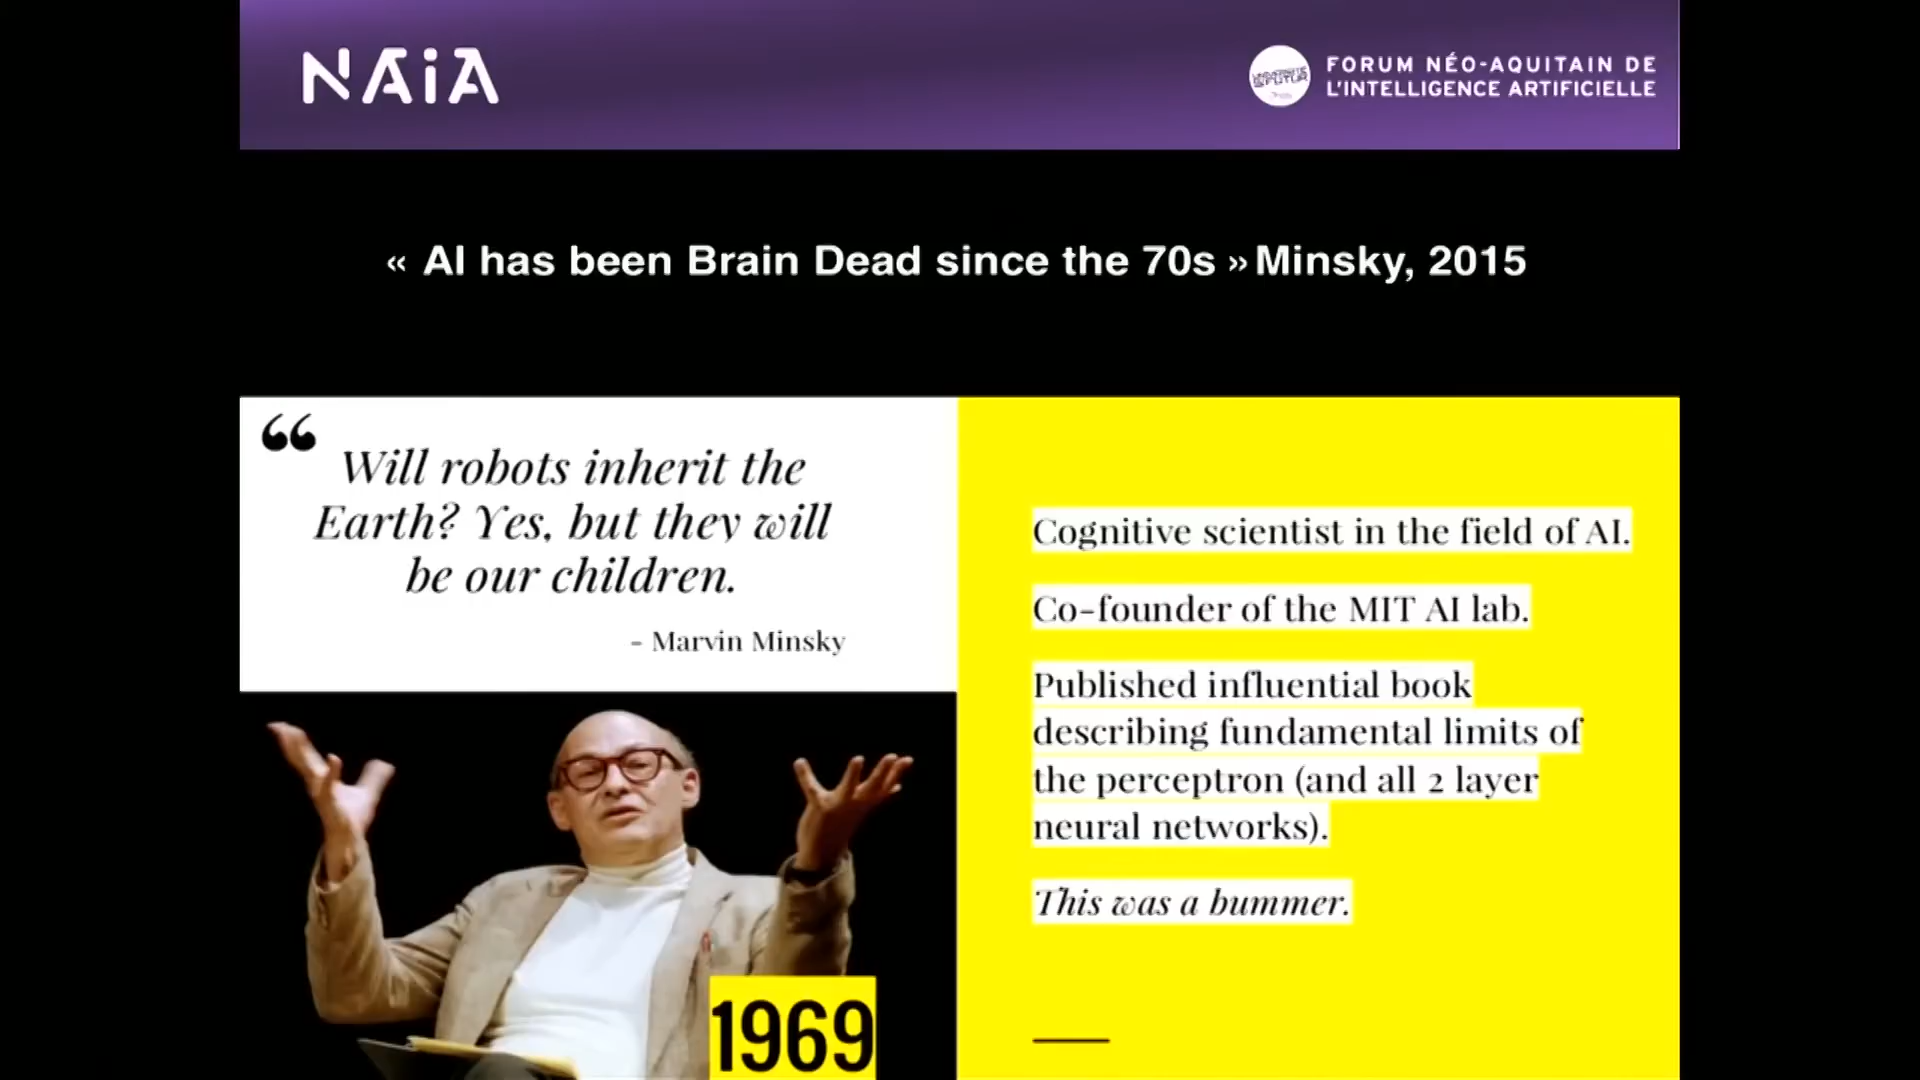 NAIA
FORUM NÉO-AQUITAIN DE
L'INTELLIGENCE ARTIFICIELLE
« AI has been Brain Dead since the 70s » Minsky, 2015
“
Will robots inherit the
Earth? Yes, but they will
be our children.
- Marvin Minsky
1969
Cognitive scientist in the field of AI.
Co-founder of the MIT AI lab.
Published influential book
describing fundamental limits of
the perceptron (and all 2 layer
neural networks).
This was a bummer.